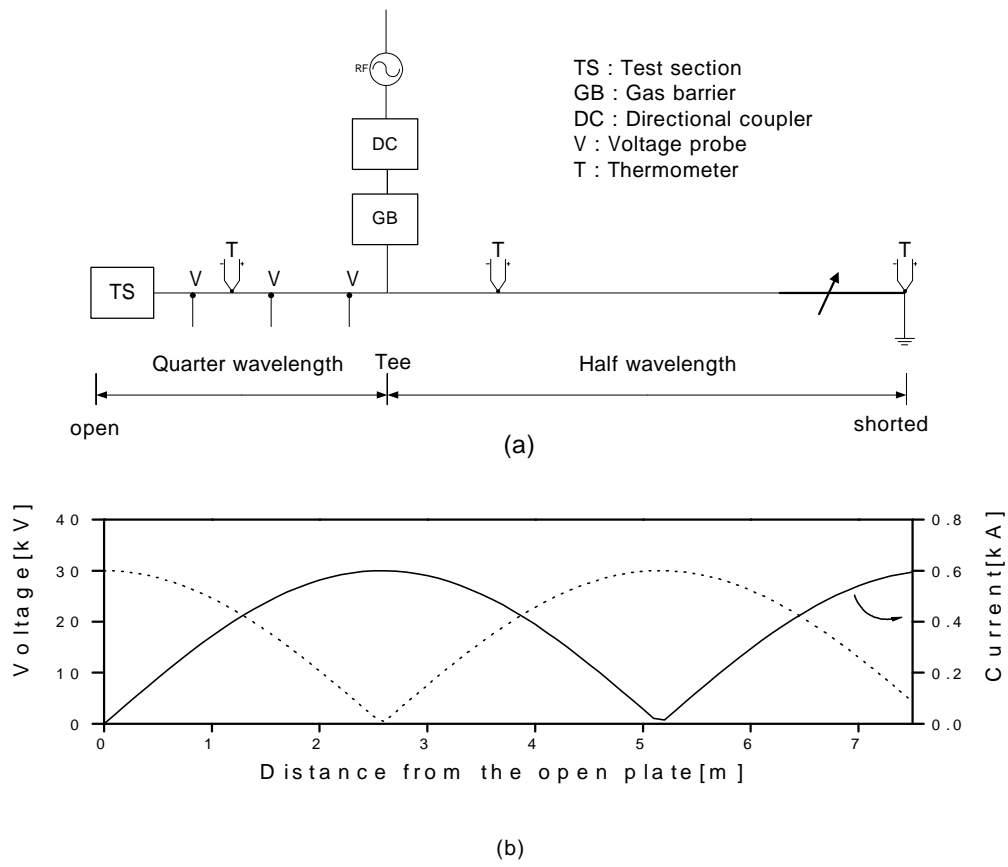 RF
TS : Test section
GB : Gas barrier
DC : Directional coupler
V : Voltage probe
T : Thermometer
DC
GB
T
T
T
V
V
V
TS
Quarter wavelength
Tee
Half wavelength
open
shorted
(a)
Voltage[kV]
40
30
20
10
0
0.8
0.6
0.4
0.2
0.0
Current[kA]
0 1 2 3 4 5 6 7
Distance from the open plate[m]
(b)